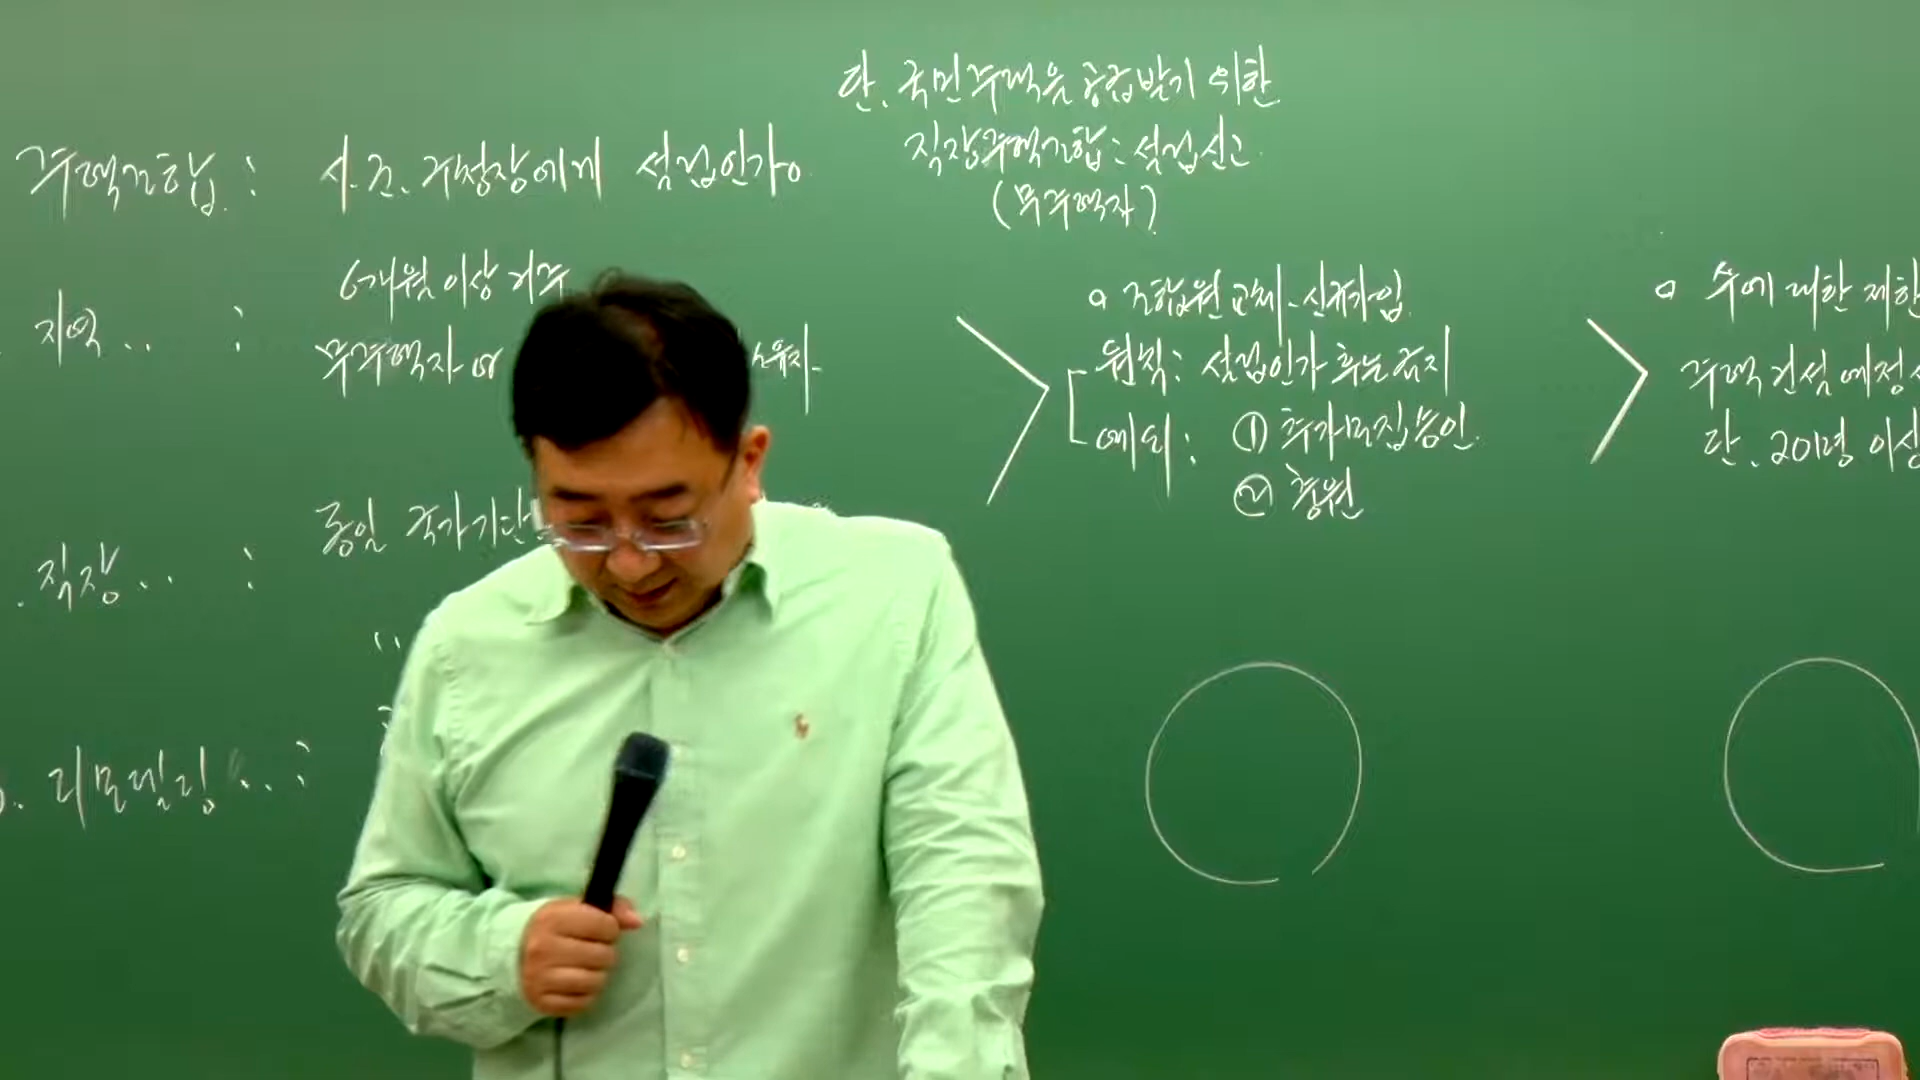 단. 국민주택을 공급받기 위한
직장주택조합: 설립신고
(무주택자)
주택조합: 시.군.구청장에게 설립인가
6개월 이상 거주
지역.. :
무주택자 or
소유자
o 조합원 교체-신규가입
원칙: 설립인가 후는 금지
예외: ① 추가모집승인
② 충원
o 수에 대한 제한
주택건설예정
단. 20명 이상
동일 국가기관
직장.. :
리모델링..: